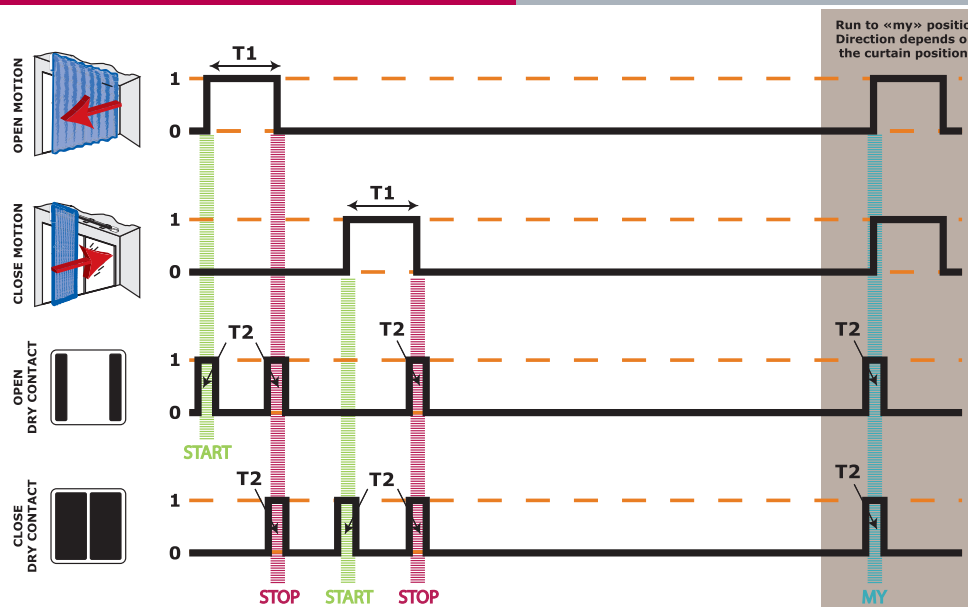 Run to «my» positio
Direction depends o
the curtain position
OPEN MOTION
T1
1
0
CLOSE MOTION
T1
1
0
OPEN
DRY CONTACT
T2
T2
T2
1
0
START
CLOSE
DRY CONTACT
T2
T2
T2
1
0
STOP
START
STOP
MY